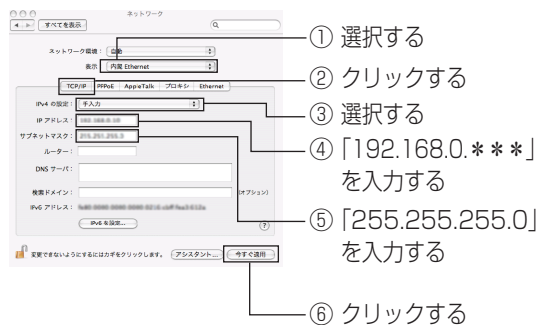 ネットワーク
すべてを表示
ネットワーク環境： 自動
表示： 内蔵 Ethernet
TCP/IP PPPoE AppleTalk プロキシ Ethernet
IPv4 の設定： 手入力
IP アドレス：
サブネットマスク：
ルーター：
DNS サーバ：
検索ドメイン： (オプション)
IPv6 アドレス：
IPv6 を設定...
?
変更できないようにするにはカギをクリックします。 アシスタント... 今すぐ適用
① 選択する
② クリックする
③ 選択する
④「192.168.0.＊＊＊」
を入力する
⑤「255.255.255.0」
を入力する
⑥ クリックする